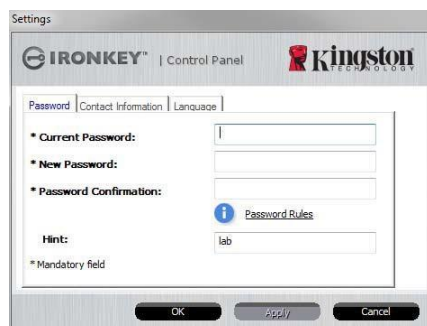 Settings
IRONKEY™ | Control Panel
Kingston
TECHNOLOGY
Password Contact Information Language
* Current Password:
* New Password:
* Password Confirmation:
i Password Rules
Hint: lab
* Mandatory field
OK Apply Cancel